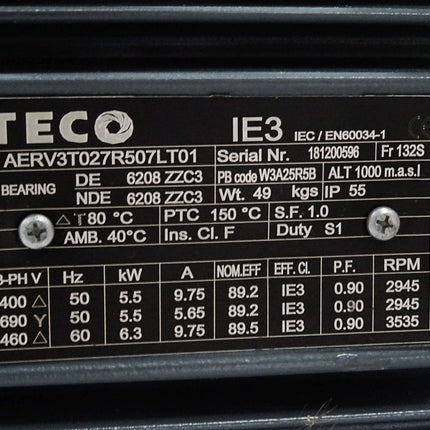 TECO IE3 IEC / EN60034-1
AERV3T027R507LT01 Serial Nr. 181200596 Fr 132S
BEARING DE 6208 ZZC3 PB code W3A25R5B ALT 1000 m.a.s.l
NDE 6208 ZZC3 Wt. 49 kgs IP 55
△T80 °C PTC 150 °C S.F. 1.0
AMB. 40°C Ins. Cl. F Duty S1
3-PH V Hz kW A NOM.EFF EFF. Cl. P.F. RPM
400 △ 50 5.5 9.75 89.2 IE3 0.90 2945
690 Y 50 5.5 5.65 89.2 IE3 0.90 2945
460 △ 60 6.3 9.75 89.5 IE3 0.90 3535